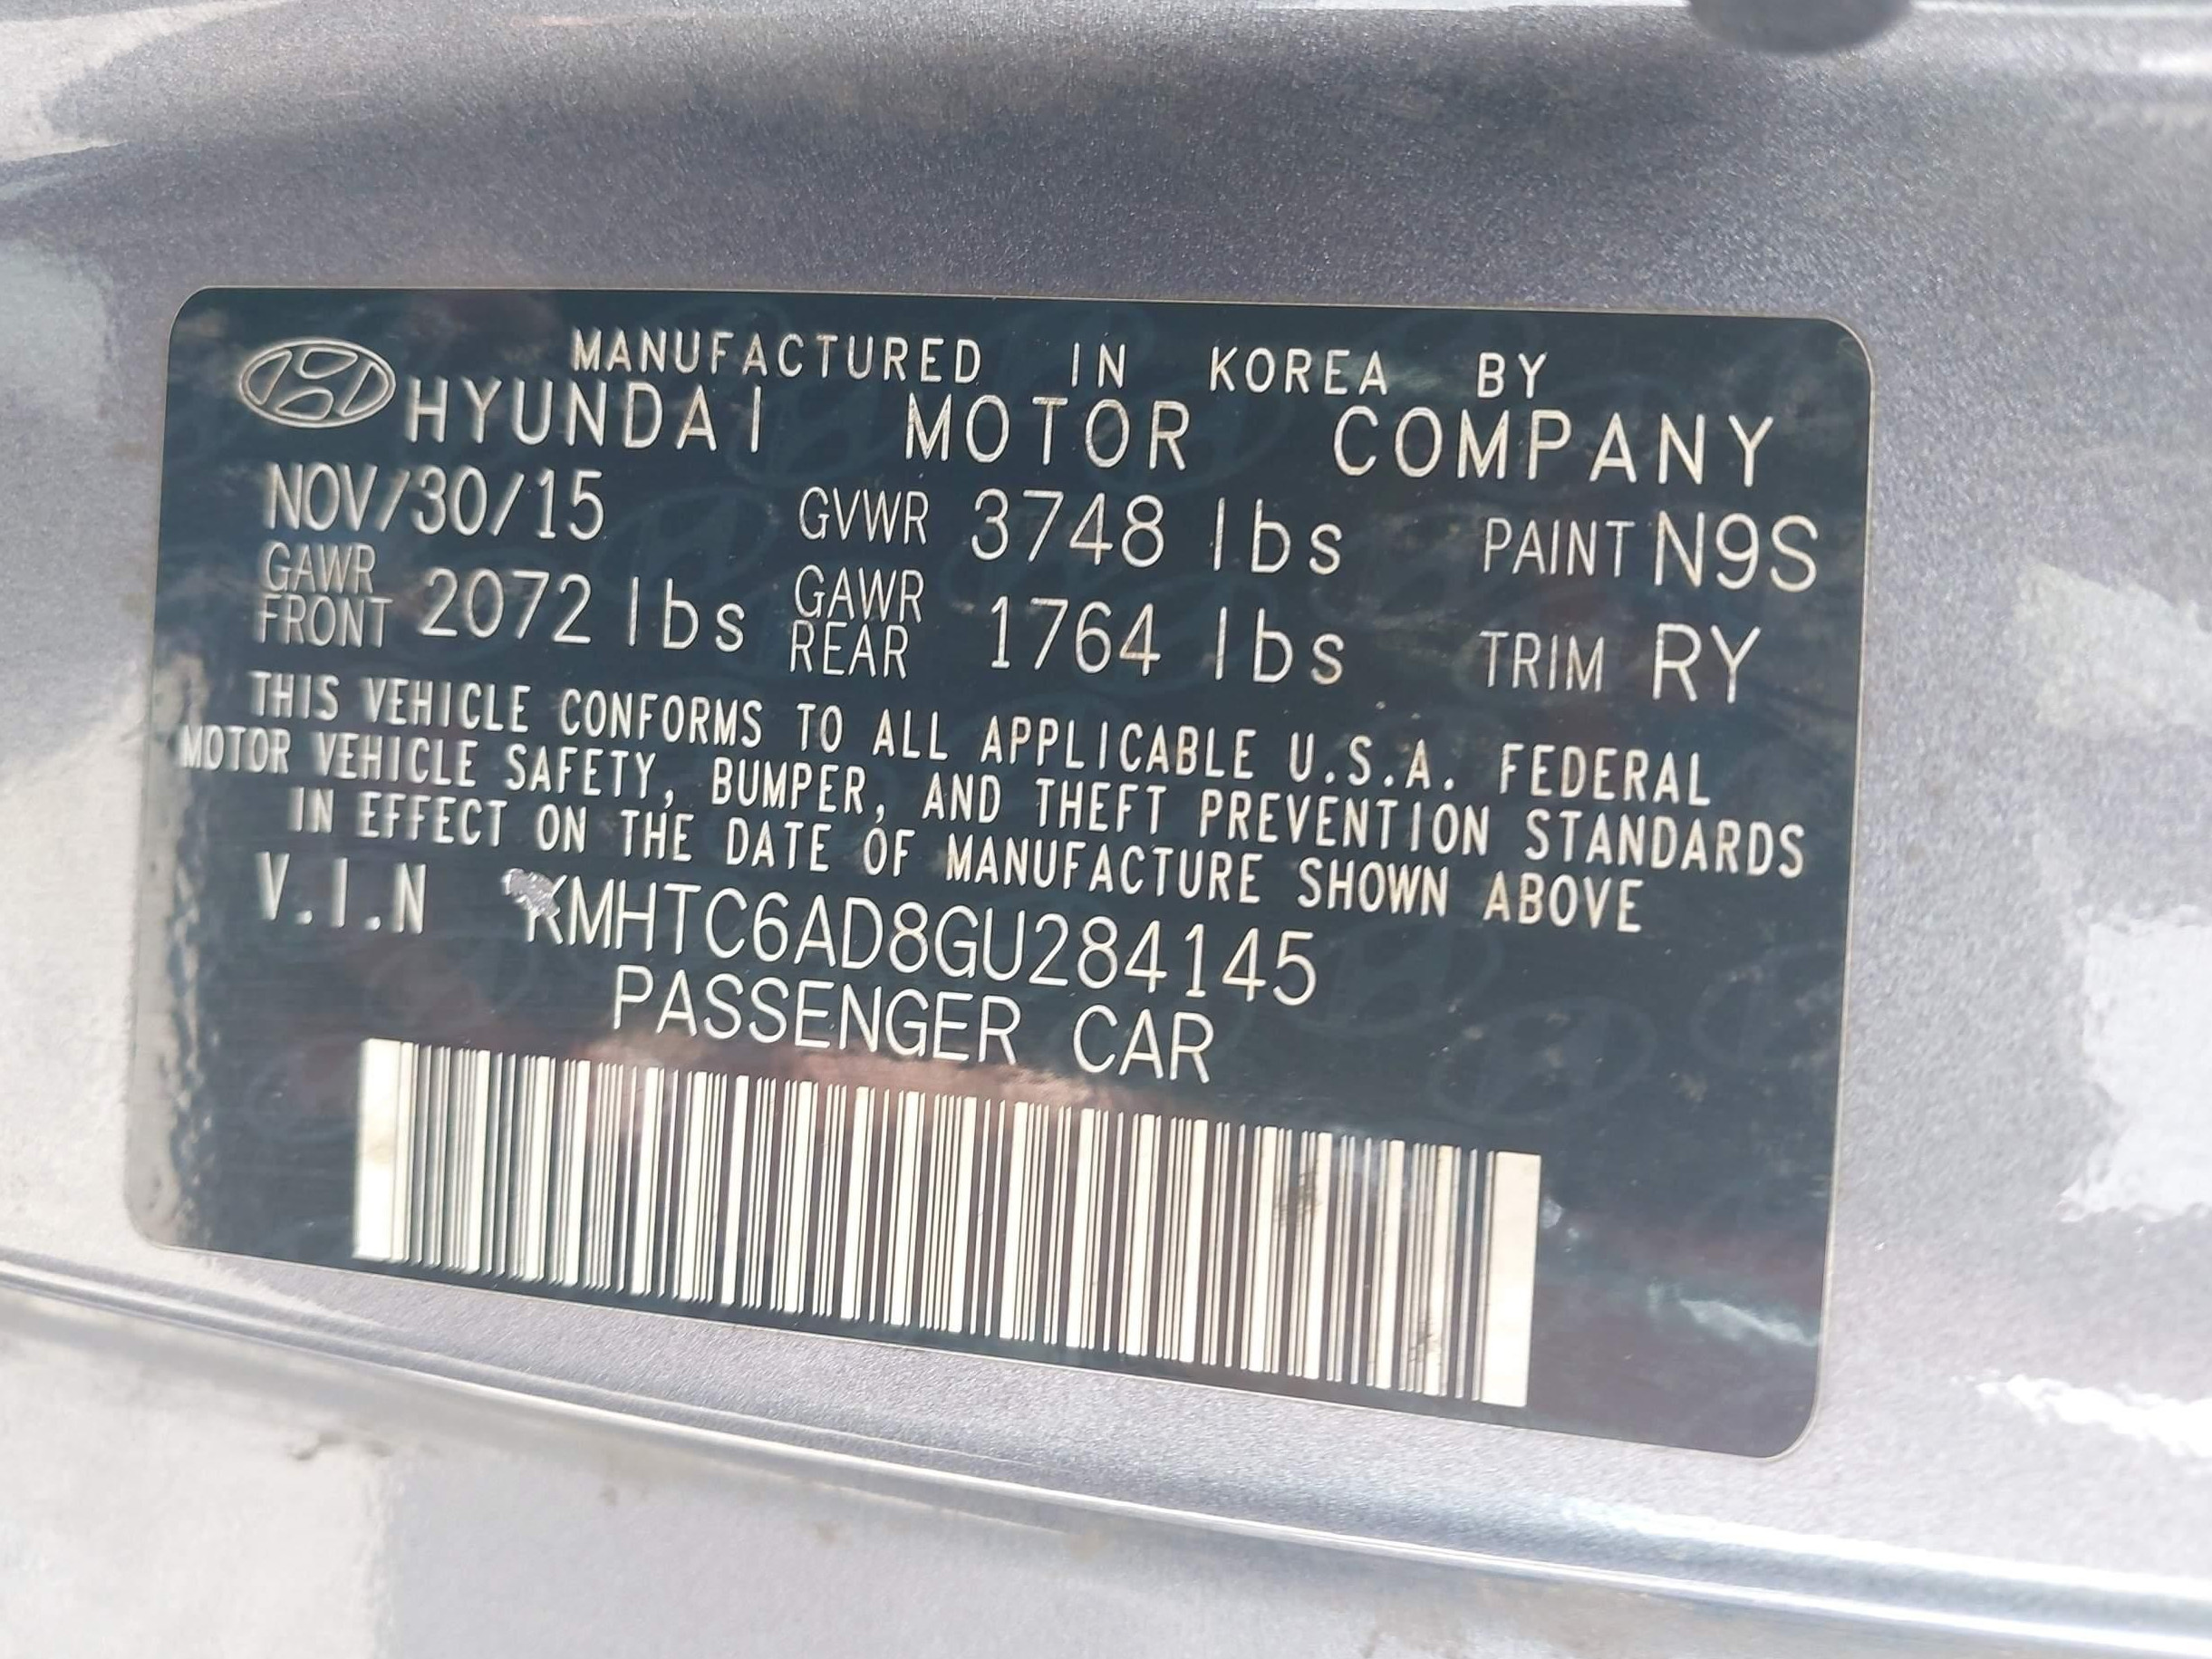 MANUFACTURED IN KOREA BY
HYUNDAI MOTOR COMPANY
NOV/30/15 GVWR 3748 lbs PAINT N9S
GAWR FRONT 2072 lbs GAWR REAR 1764 lbs TRIM RY
THIS VEHICLE CONFORMS TO ALL APPLICABLE U.S.A. FEDERAL
MOTOR VEHICLE SAFETY, BUMPER, AND THEFT PREVENTION STANDARDS
IN EFFECT ON THE DATE OF MANUFACTURE SHOWN ABOVE
V.I.N KMHTC6AD8GU284145
PASSENGER CAR